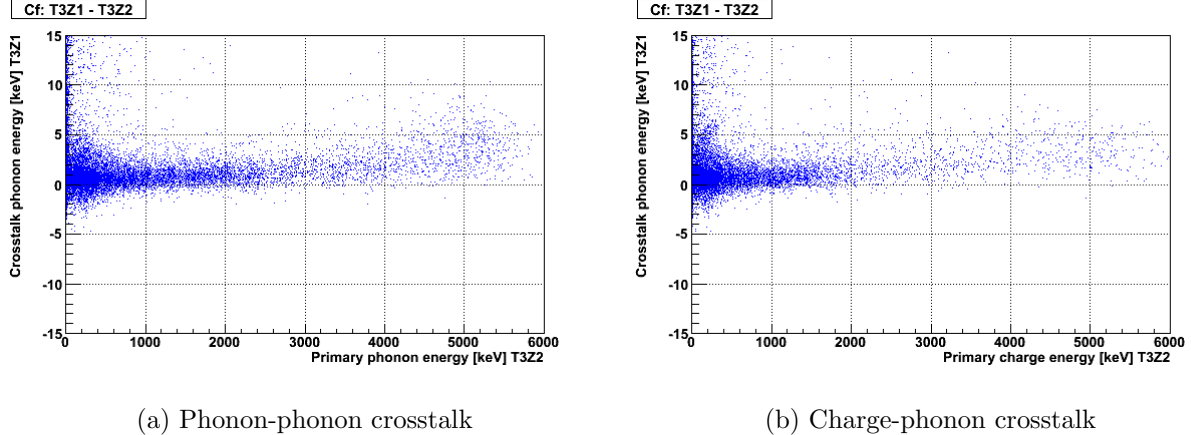 Cf: T3Z1 - T3Z2
Crosstalk phonon energy [keV] T3Z1
15
10
5
0
-5
-10
-15
0 1000 2000 3000 4000 5000 6000
Primary phonon energy [keV] T3Z2
(a) Phonon-phonon crosstalk
Cf: T3Z1 - T3Z2
Crosstalk phonon energy [keV] T3Z1
15
10
5
0
-5
-10
-15
0 1000 2000 3000 4000 5000 6000
Primary charge energy [keV] T3Z2
(b) Charge-phonon crosstalk